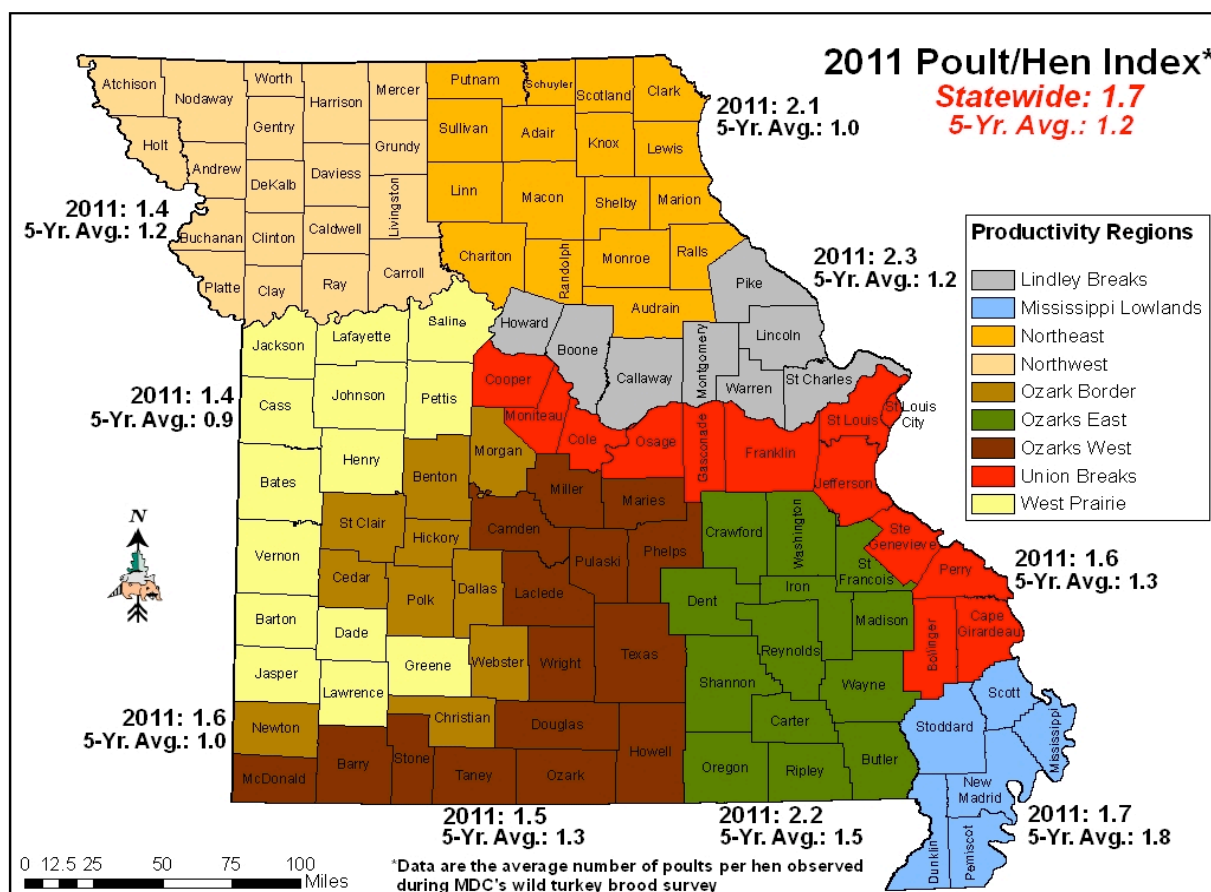 2011 Poult/Hen Index*
Statewide: 1.7
5-Yr. Avg.: 1.2
2011: 2.1
5-Yr. Avg.: 1.0
2011: 1.4
5-Yr. Avg.: 1.2
2011: 2.3
5-Yr. Avg.: 1.2
2011: 1.4
5-Yr. Avg.: 0.9
2011: 1.6
5-Yr. Avg.: 1.3
2011: 1.6
5-Yr. Avg.: 1.0
2011: 1.5
5-Yr. Avg.: 1.3
2011: 2.2
5-Yr. Avg.: 1.5
2011: 1.7
5-Yr. Avg.: 1.8
Productivity Regions
Lindley Breaks
Mississippi Lowlands
Northeast
Northwest
Ozark Border
Ozarks East
Ozarks West
Union Breaks
West Prairie
Atchison
Nodaway
Worth
Harrison
Mercer
Putnam
Schuyler
Scotland
Clark
Holt
Gentry
Grundy
Sullivan
Adair
Knox
Lewis
Andrew
DeKalb
Daviess
Livingston
Linn
Macon
Shelby
Marion
Buchanan
Clinton
Caldwell
Chariton
Randolph
Monroe
Ralls
Platte
Clay
Ray
Carroll
Audrain
Pike
Jackson
Lafayette
Saline
Howard
Boone
Callaway
Montgomery
Lincoln
Warren
St Charles
Cass
Johnson
Pettis
Cooper
Moniteau
Cole
Osage
Gasconade
Franklin
St Louis
St Louis
City
Jefferson
Bates
Henry
Benton
Morgan
Miller
Maries
Vernon
St Clair
Hickory
Camden
Pulaski
Phelps
Crawford
Washington
St
Francois
Ste
Genevieve
Perry
Cedar
Polk
Dallas
Laclede
Dent
Iron
Madison
Bollinger
Cape
Girardeau
Barton
Dade
Greene
Webster
Wright
Texas
Reynolds
Shannon
Wayne
Jasper
Lawrence
Christian
Douglas
Howell
Carter
Newton
Barry
Stone
Taney
Ozark
Oregon
Ripley
Butler
McDonald
Stoddard
Scott
Mississippi
New
Madrid
Dunklin
Pemiscot
N
0 12.5 25 50 75 100
Miles
*Data are the average number of poults per hen observed
during MDC's wild turkey brood survey